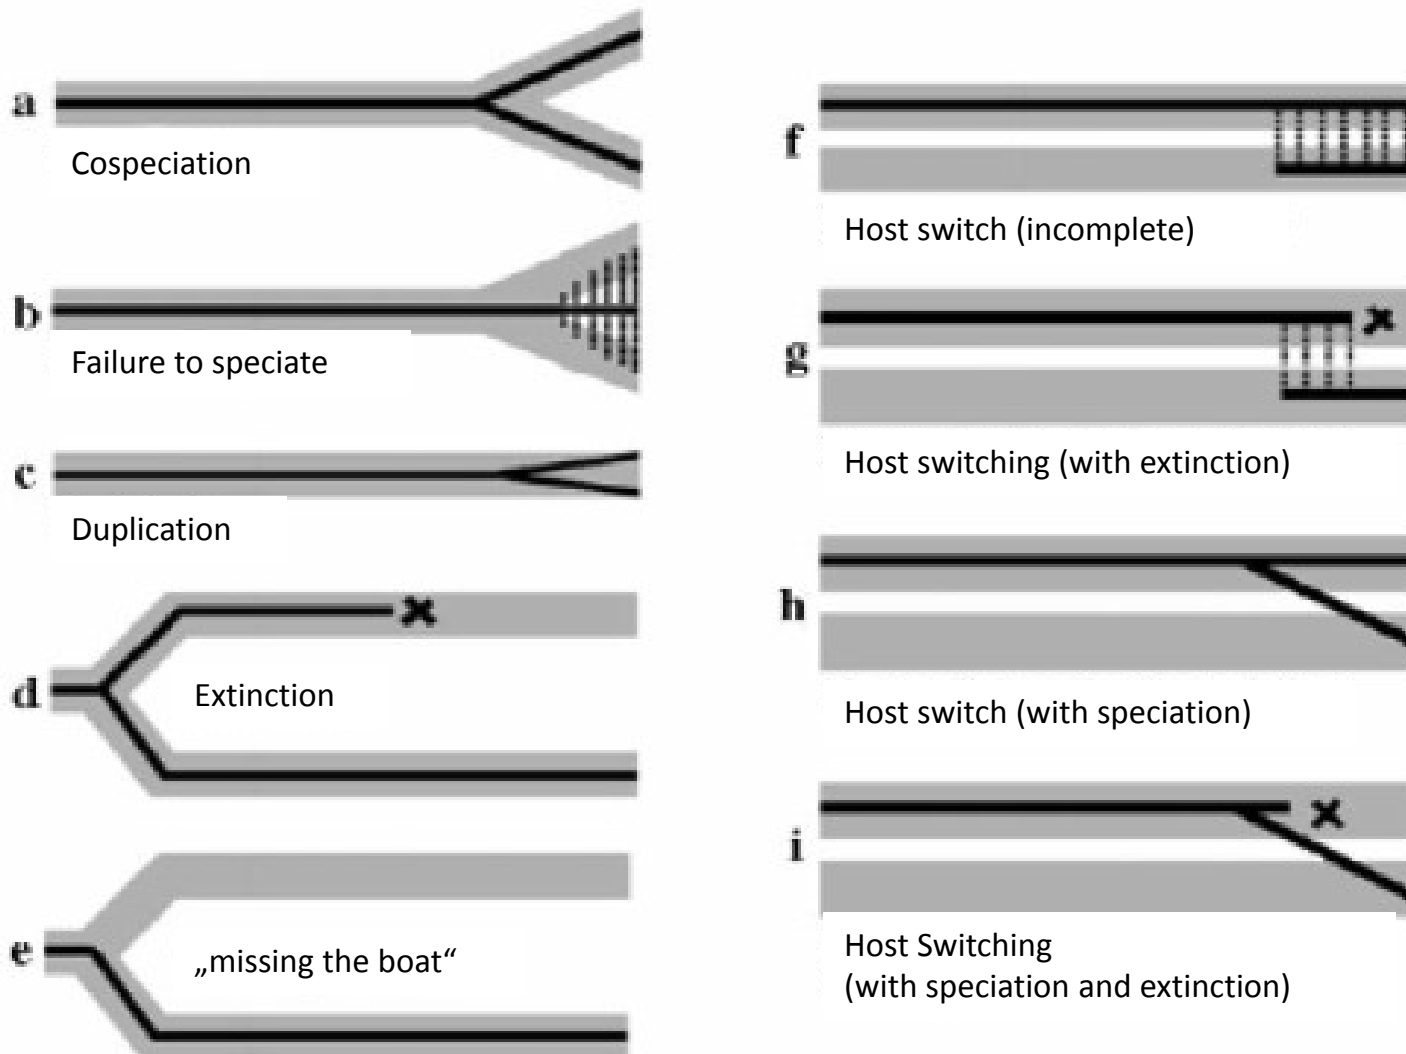 a
Cospeciation
b
Failure to speciate
c
Duplication
d
Extinction
e
„missing the boat“
f
Host switch (incomplete)
g
Host switching (with extinction)
h
Host switch (with speciation)
i
Host Switching
(with speciation and extinction)